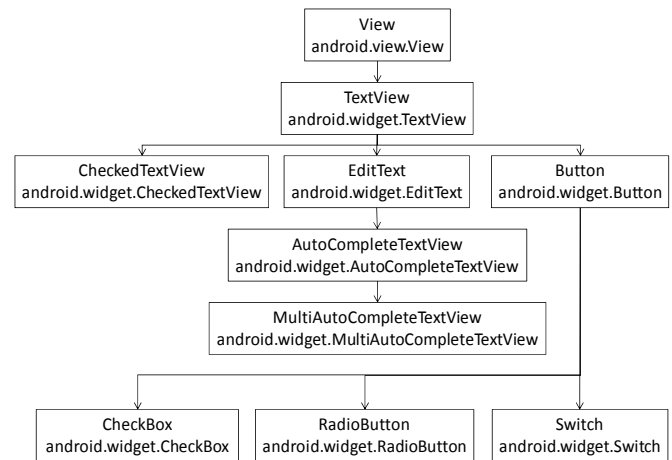 View
android.view.View
TextView
android.widget.TextView
CheckedTextView
android.widget.CheckedTextView
EditText
android.widget.EditText
Button
android.widget.Button
AutoCompleteTextView
android.widget.AutoCompleteTextView
MultiAutoCompleteTextView
android.widget.MultiAutoCompleteTextView
CheckBox
android.widget.CheckBox
RadioButton
android.widget.RadioButton
Switch
android.widget.Switch